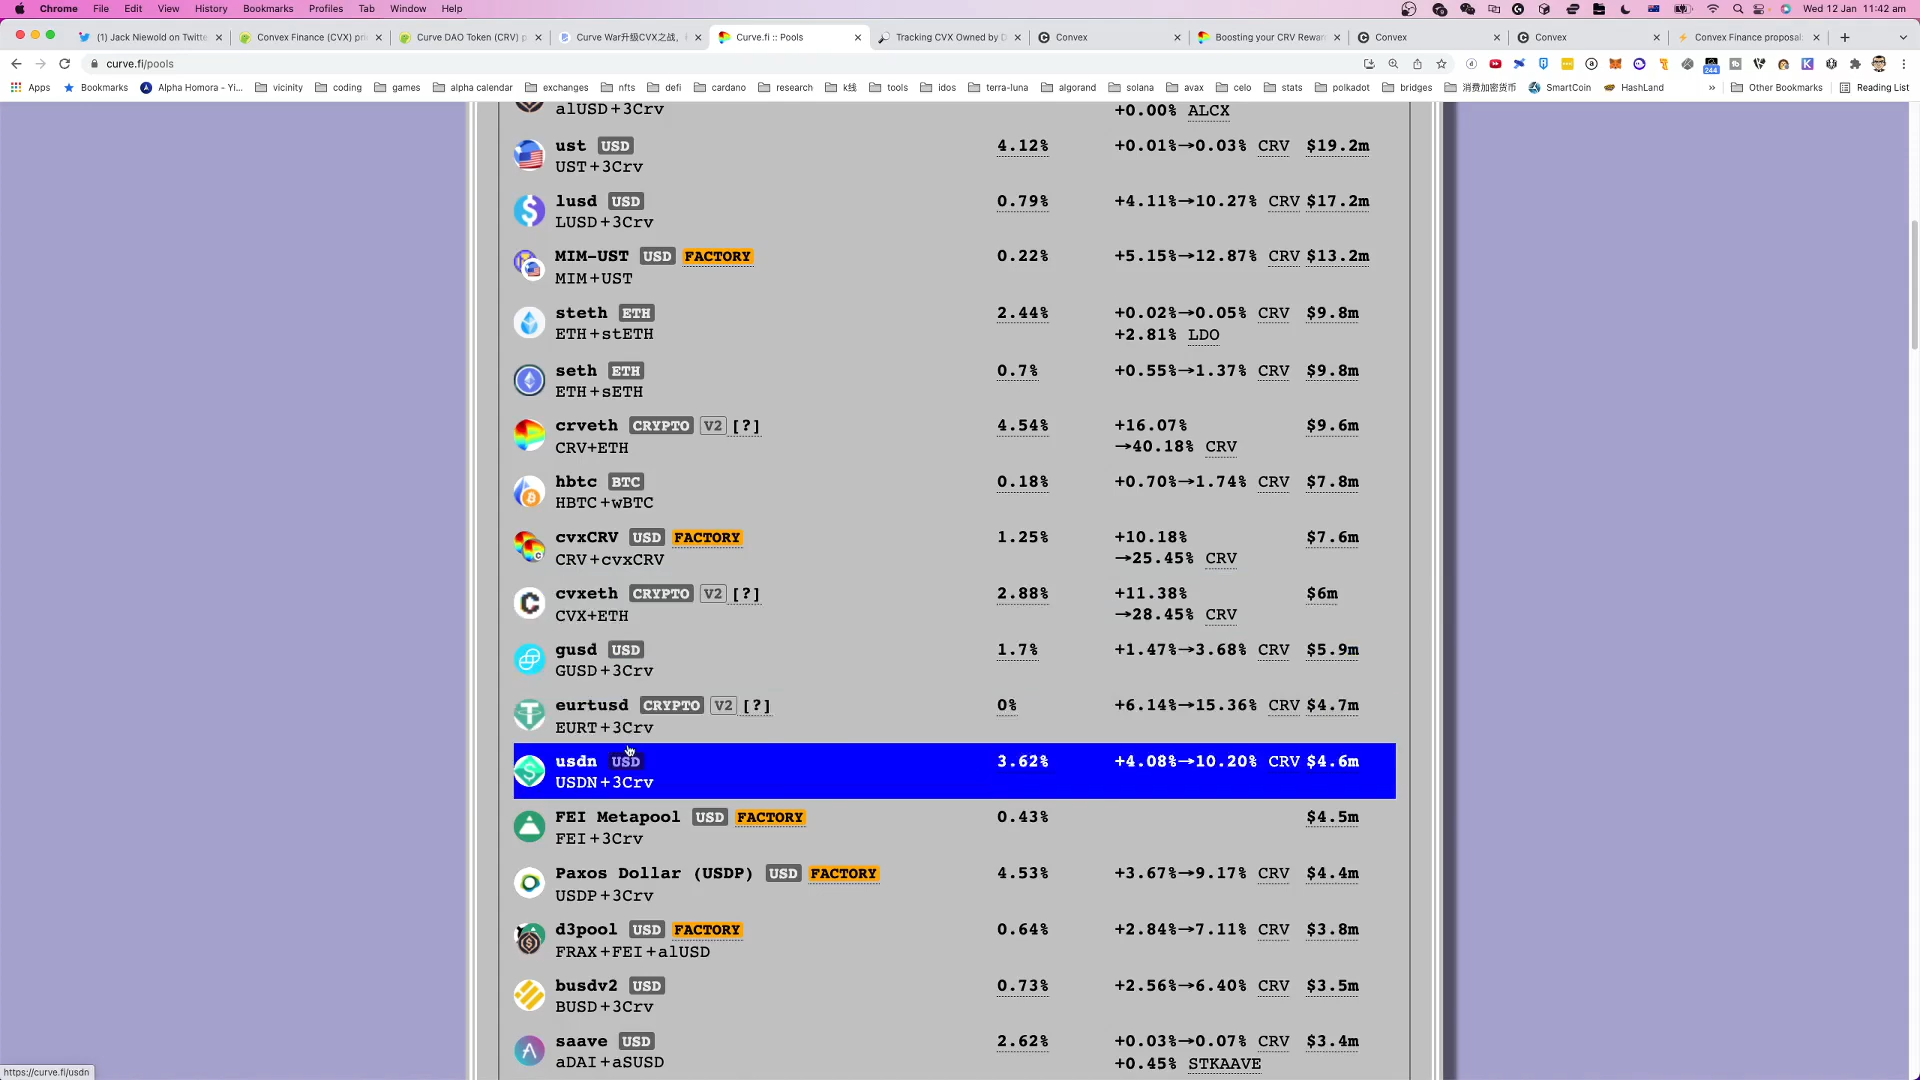 Chrome File Edit View History Bookmarks Profiles Tab Window Help Wed 12 Jan 11:42 am
(1) Jack Niewold on Twitte Convex Finance (CVX) pri Curve DAO Token (CRV) p Curve War升级CVX之战, Curve.fi :: Pools Tracking CVX Owned by D Convex Boosting your CRV Rewar Convex Convex Convex Finance proposal:
curve.fi/pools 244
Apps Bookmarks Alpha Homora - Yi... vicinity coding games alpha calendar exchanges nfts defi cardano research k线 tools idos terra-luna algorand solana avax celo stats polkadot bridges 消费加密货币 SmartCoin HashLand » Other Bookmarks Reading List
alUSD+3Crv +0.00% ALCX
ust USD 4.12% +0.01%→0.03% CRV $19.2m
UST+3Crv
lusd USD 0.79% +4.11%→10.27% CRV $17.2m
LUSD+3Crv
MIM-UST USD FACTORY 0.22% +5.15%→12.87% CRV $13.2m
MIM+UST
steth ETH 2.44% +0.02%→0.05% CRV $9.8m
ETH+stETH +2.81% LDO
seth ETH 0.7% +0.55%→1.37% CRV $9.8m
ETH+sETH
crveth CRYPTO V2 [?] 4.54% +16.07% $9.6m
CRV+ETH →40.18% CRV
hbtc BTC 0.18% +0.70%→1.74% CRV $7.8m
HBTC+wBTC
cvxCRV USD FACTORY 1.25% +10.18% $7.6m
CRV+cvxCRV →25.45% CRV
cvxeth CRYPTO V2 [?] 2.88% +11.38% $6m
CVX+ETH →28.45% CRV
gusd USD 1.7% +1.47%→3.68% CRV $5.9m
GUSD+3Crv
eurtusd CRYPTO V2 [?] 0% +6.14%→15.36% CRV $4.7m
EURT+3Crv
usdn USD 3.62% +4.08%→10.20% CRV $4.6m
USDN+3Crv
FEI Metapool USD FACTORY 0.43% $4.5m
FEI+3Crv
Paxos Dollar (USDP) USD FACTORY 4.53% +3.67%→9.17% CRV $4.4m
USDP+3Crv
d3pool USD FACTORY 0.64% +2.84%→7.11% CRV $3.8m
FRAX+FEI+alUSD
busdv2 USD 0.73% +2.56%→6.40% CRV $3.5m
BUSD+3Crv
saave USD 2.62% +0.03%→0.07% CRV $3.4m
aDAI+aSUSD +0.45% STKAAVE
https://curve.fi/usdn